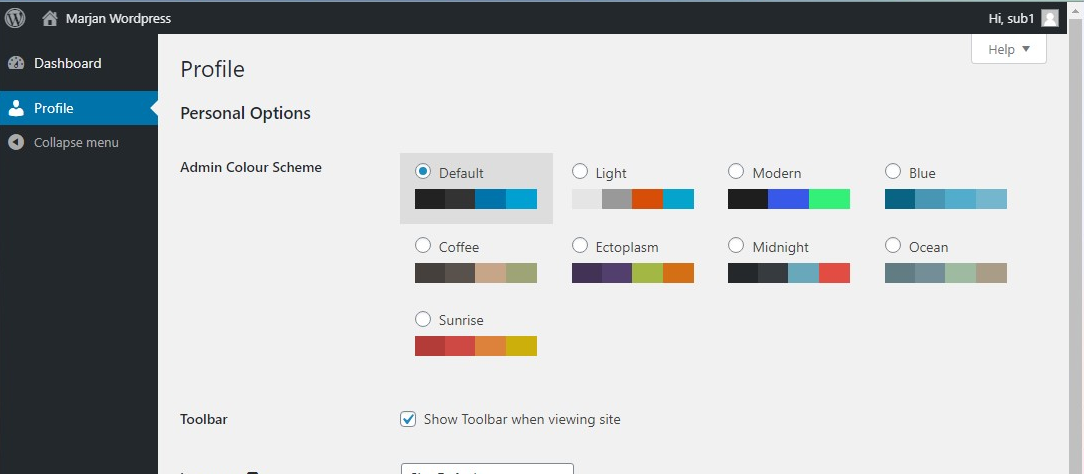 Marjan Wordpress
Hi, sub1
Help
Dashboard
Profile
Collapse menu
Profile
Personal Options
Admin Colour Scheme
Default
Light
Modern
Blue
Coffee
Ectoplasm
Midnight
Ocean
Sunrise
Toolbar
Show Toolbar when viewing site